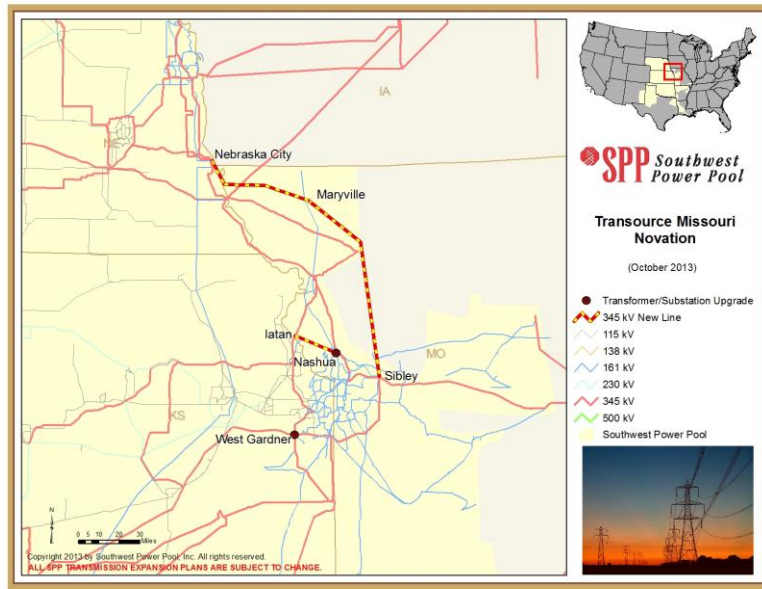 IA
NE
Nebraska City
Maryville
Iatan
Nashua
MO
Sibley
KS
West Gardner
N
0 5 10 20 30
Miles
Copyright 2013 by Southwest Power Pool, Inc. All rights reserved.
ALL SPP TRANSMISSION EXPANSION PLANS ARE SUBJECT TO CHANGE.
SPP Southwest
Power Pool
Transource Missouri
Novation
(October 2013)
Transformer/Substation Upgrade
345 kV New Line
115 kV
138 kV
161 kV
230 kV
345 kV
500 kV
Southwest Power Pool